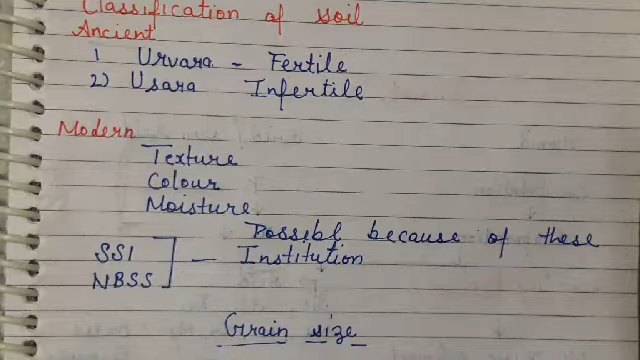 Classification of soil
Ancient
1 Urvara - Fertile
2) Usara Infertile
Modern
Texture
Colour
Moisture
Possibl because of these
SSI
NBSS ] - Institution
Grain size